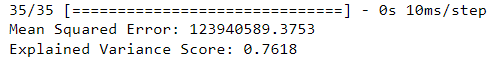 35/35 [==============================] - 0s 10ms/step
Mean Squared Error: 123940589.3753
Explained Variance Score: 0.7618